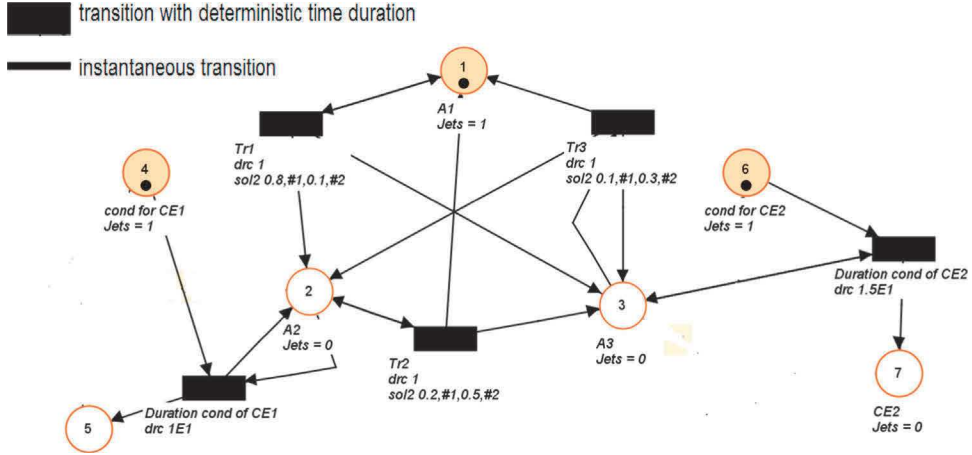 transition with deterministic time duration
instantaneous transition
1
A1
Jets = 1
Tr1
drc 1
sol2 0.8,#1,0.1,#2
Tr3
drc 1
sol2 0.1,#1,0.3,#2
4
cond for CE1
Jets = 1
6
cond for CE2
Jets = 1
Duration cond of CE2
drc 1.5E1
2
A2
Jets = 0
3
A3
Jets = 0
Tr2
drc 1
sol2 0.2,#1,0.5,#2
7
CE2
Jets = 0
Duration cond of CE1
drc 1E1
5